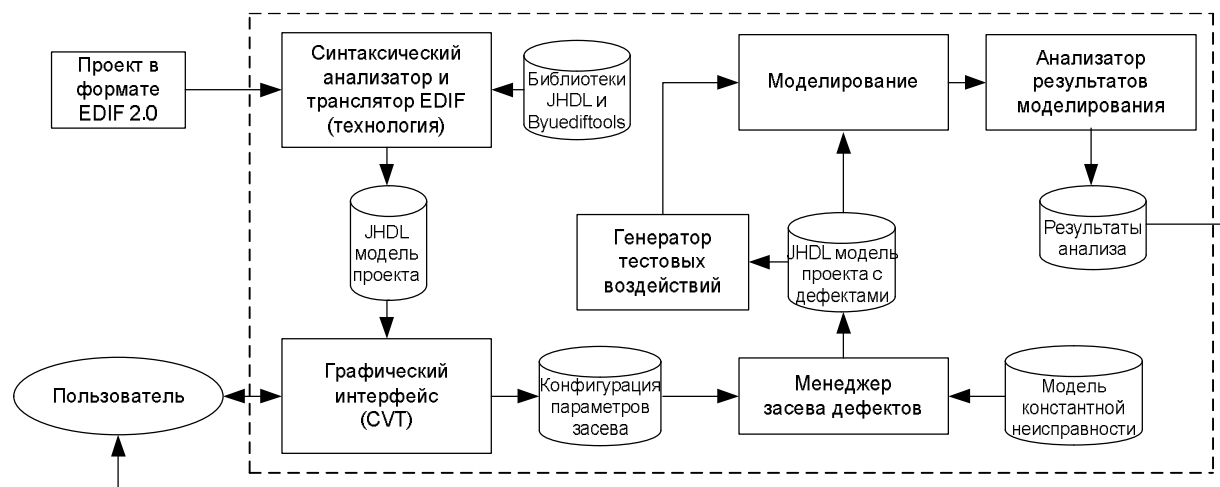 Проект в
формате
EDIF 2.0
Синтаксический
анализатор и
транслятор EDIF
(технология)
Библиотеки
JHDL и
Byuediftools
Моделирование
Анализатор
результатов
моделирования
JHDL
модель
проекта
Генератор
тестовых
воздействий
JHDL модель
проекта с
дефектами
Результаты
анализа
Пользователь
Графический
интерфейс
(CVT)
Конфигурация
параметров
засева
Менеджер
засева дефектов
Модель
константной
неисправности